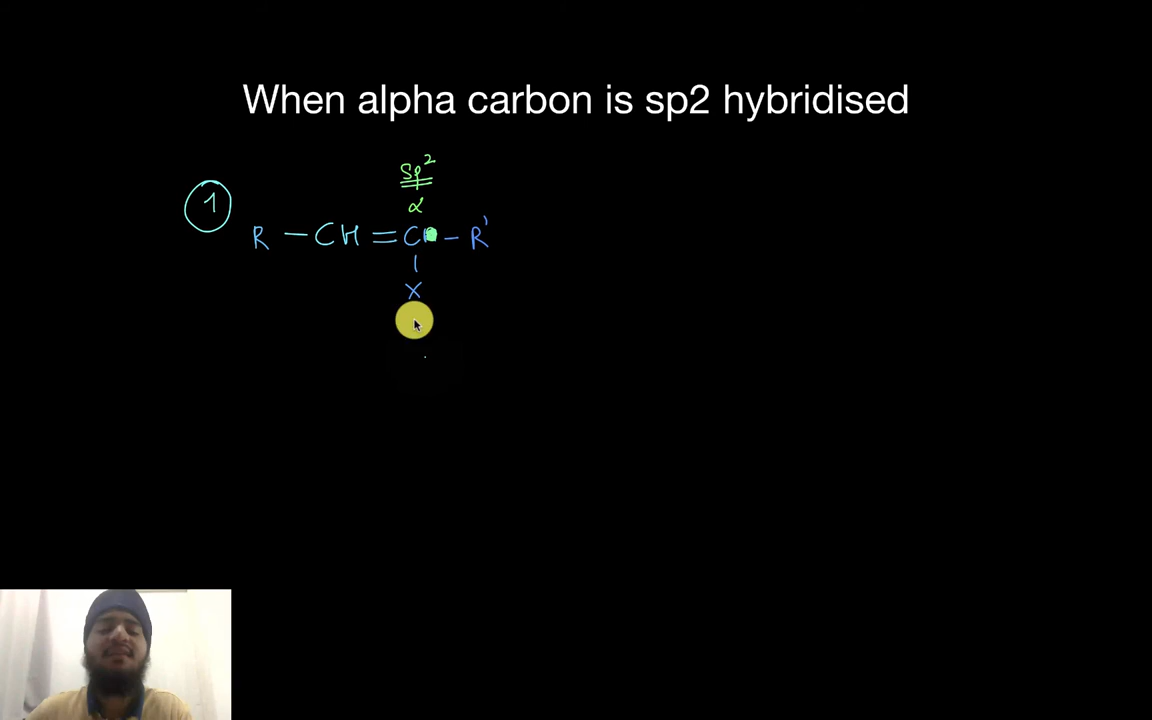 When alpha carbon is sp2 hybridised
sp²
α
1
R — CH = C — R'
|
X